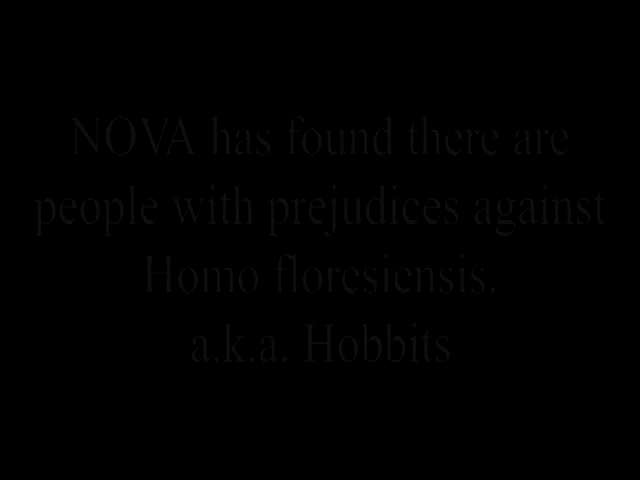 NOVA has found there are
people with prejudices against
Homo floresiensis.
a.k.a. Hobbits